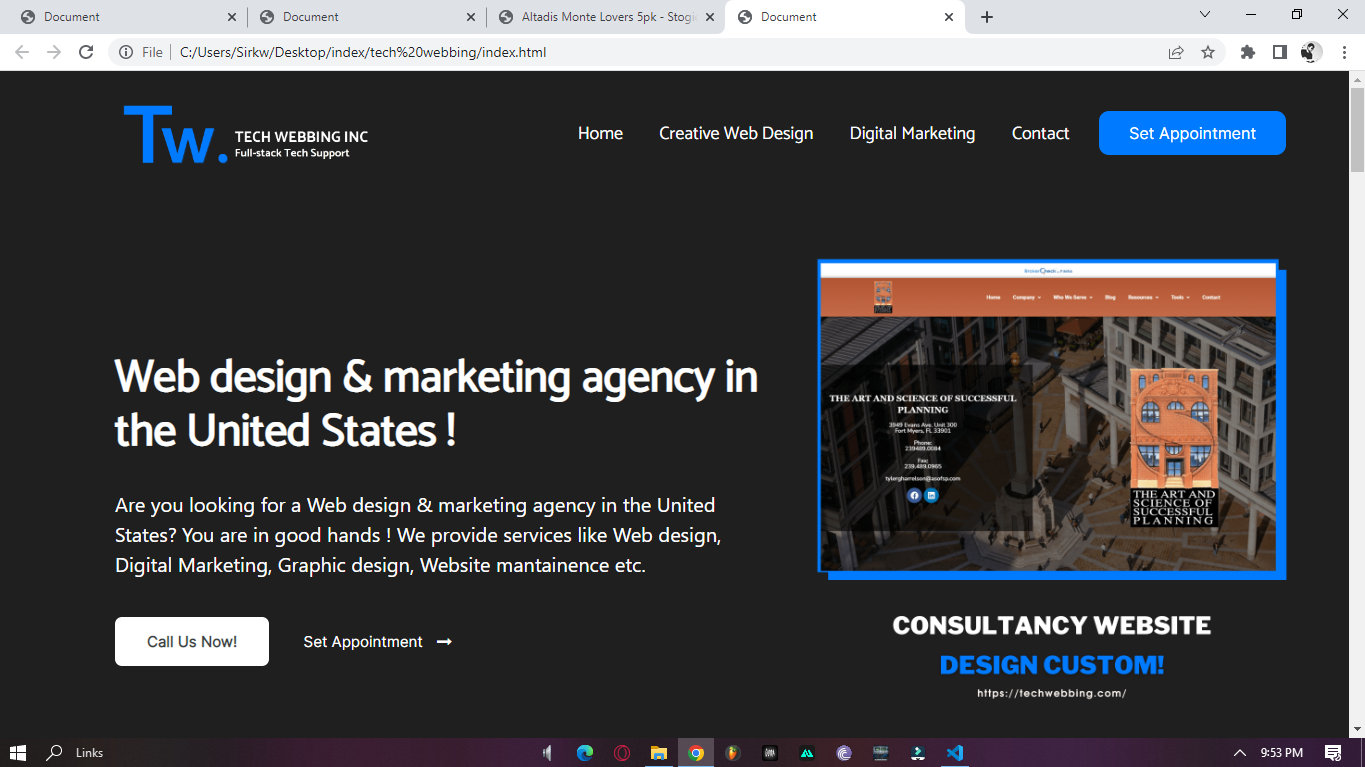 Document
Document
Altadis Monte Lovers 5pk - Stogi
Document
File
C:/Users/Sirkw/Desktop/index/tech%20webbing/index.html
Tw.
TECH WEBBING INC
Full-stack Tech Support
Home
Creative Web Design
Digital Marketing
Contact
Set Appointment
Web design & marketing agency in
the United States !
Are you looking for a Web design & marketing agency in the United
States? You are in good hands ! We provide services like Web design,
Digital Marketing, Graphic design, Website mantainence etc.
Call Us Now!
Set Appointment
Home
Company
Who We Serve
Blog
Resources
Tools
Contact
THE ART AND SCIENCE OF SUCCESSFUL
PLANNING
3949 Evans Ave. Unit 300
Fort Myers, FL 33901
Phone:
239489.0084
Fax:
239.489.0965
tylergharrelson@asofsp.com
THE ART AND
SCIENCE OF
SUCCESSFUL
PLANNING
CONSULTANCY WEBSITE
DESIGN CUSTOM!
https://techwebbing.com/
Links
9:53 PM